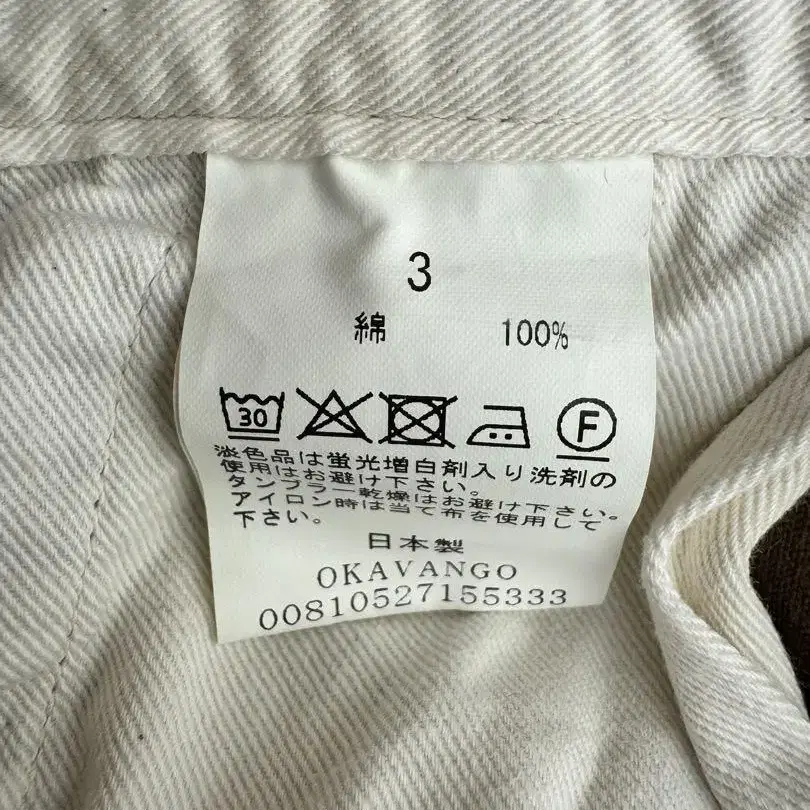 3
綿 100%
30 F
淡色品は蛍光増白剤入り洗剤の
使用はお避け下さい。
タンブラー乾燥はお避け下さい。
アイロン時は当て布を使用して
下さい。
日本製
OKAVANGO
00810527155333